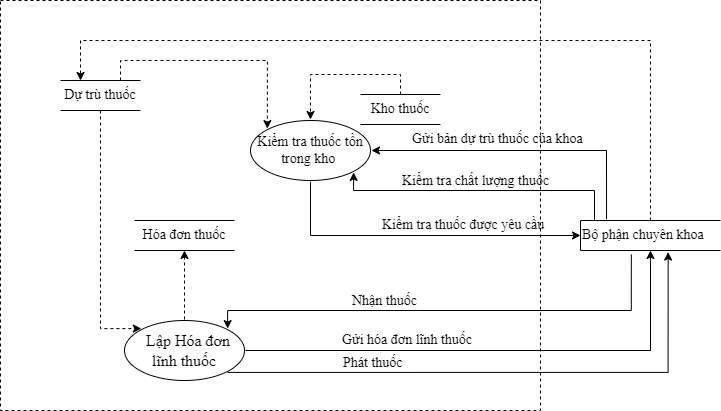 Dự trù thuốc
Kho thuốc
Kiểm tra thuốc tồn
trong kho
Gửi bản dự trù thuốc của khoa
Kiểm tra chất lượng thuốc
Kiểm tra thuốc được yêu cầu
Hóa đơn thuốc
Bộ phận chuyên khoa
Nhận thuốc
Lập Hóa đơn
lĩnh thuốc
Gửi hóa đơn lĩnh thuốc
Phát thuốc